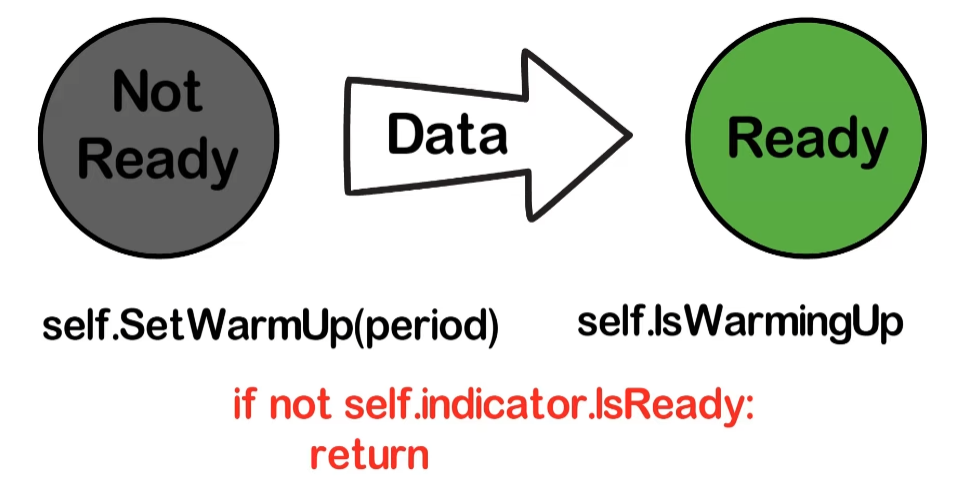 Not
Ready
Data
Ready
self.SetWarmUp(period)
self.IsWarmingUp
if not self.indicator.IsReady:
return